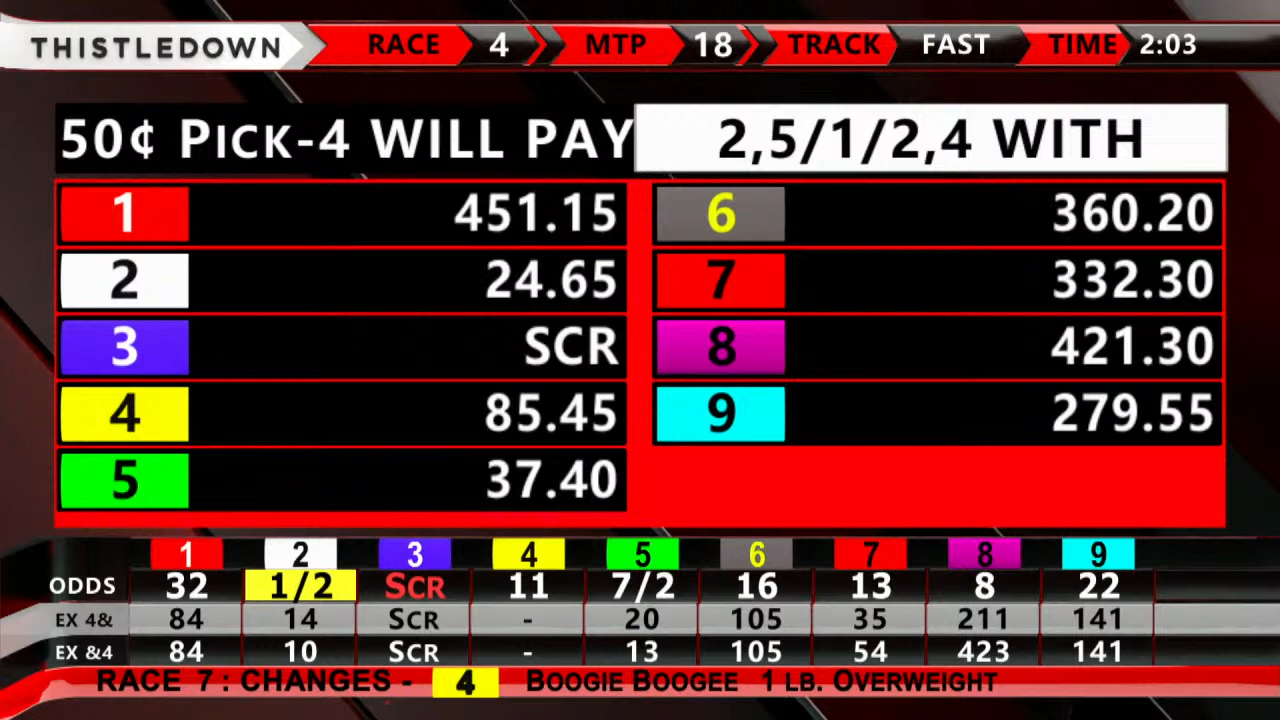 THISTLEDOWN RACE 4 MTP 18 TRACK FAST TIME 2:03
50¢ PICK-4 WILL PAY 2,5/1/2,4 WITH
1 451.15 6 360.20
2 24.65 7 332.30
3 SCR 8 421.30
4 85.45 9 279.55
5 37.40
1 2 3 4 5 6 7 8 9
ODDS 32 1/2 SCR 11 7/2 16 13 8 22
EX 4& 84 14 SCR - 20 105 35 211 141
EX &4 84 10 SCR - 13 105 54 423 141
RACE 7 : CHANGES - 4 BOOGIE BOOGEE 1 LB. OVERWEIGHT